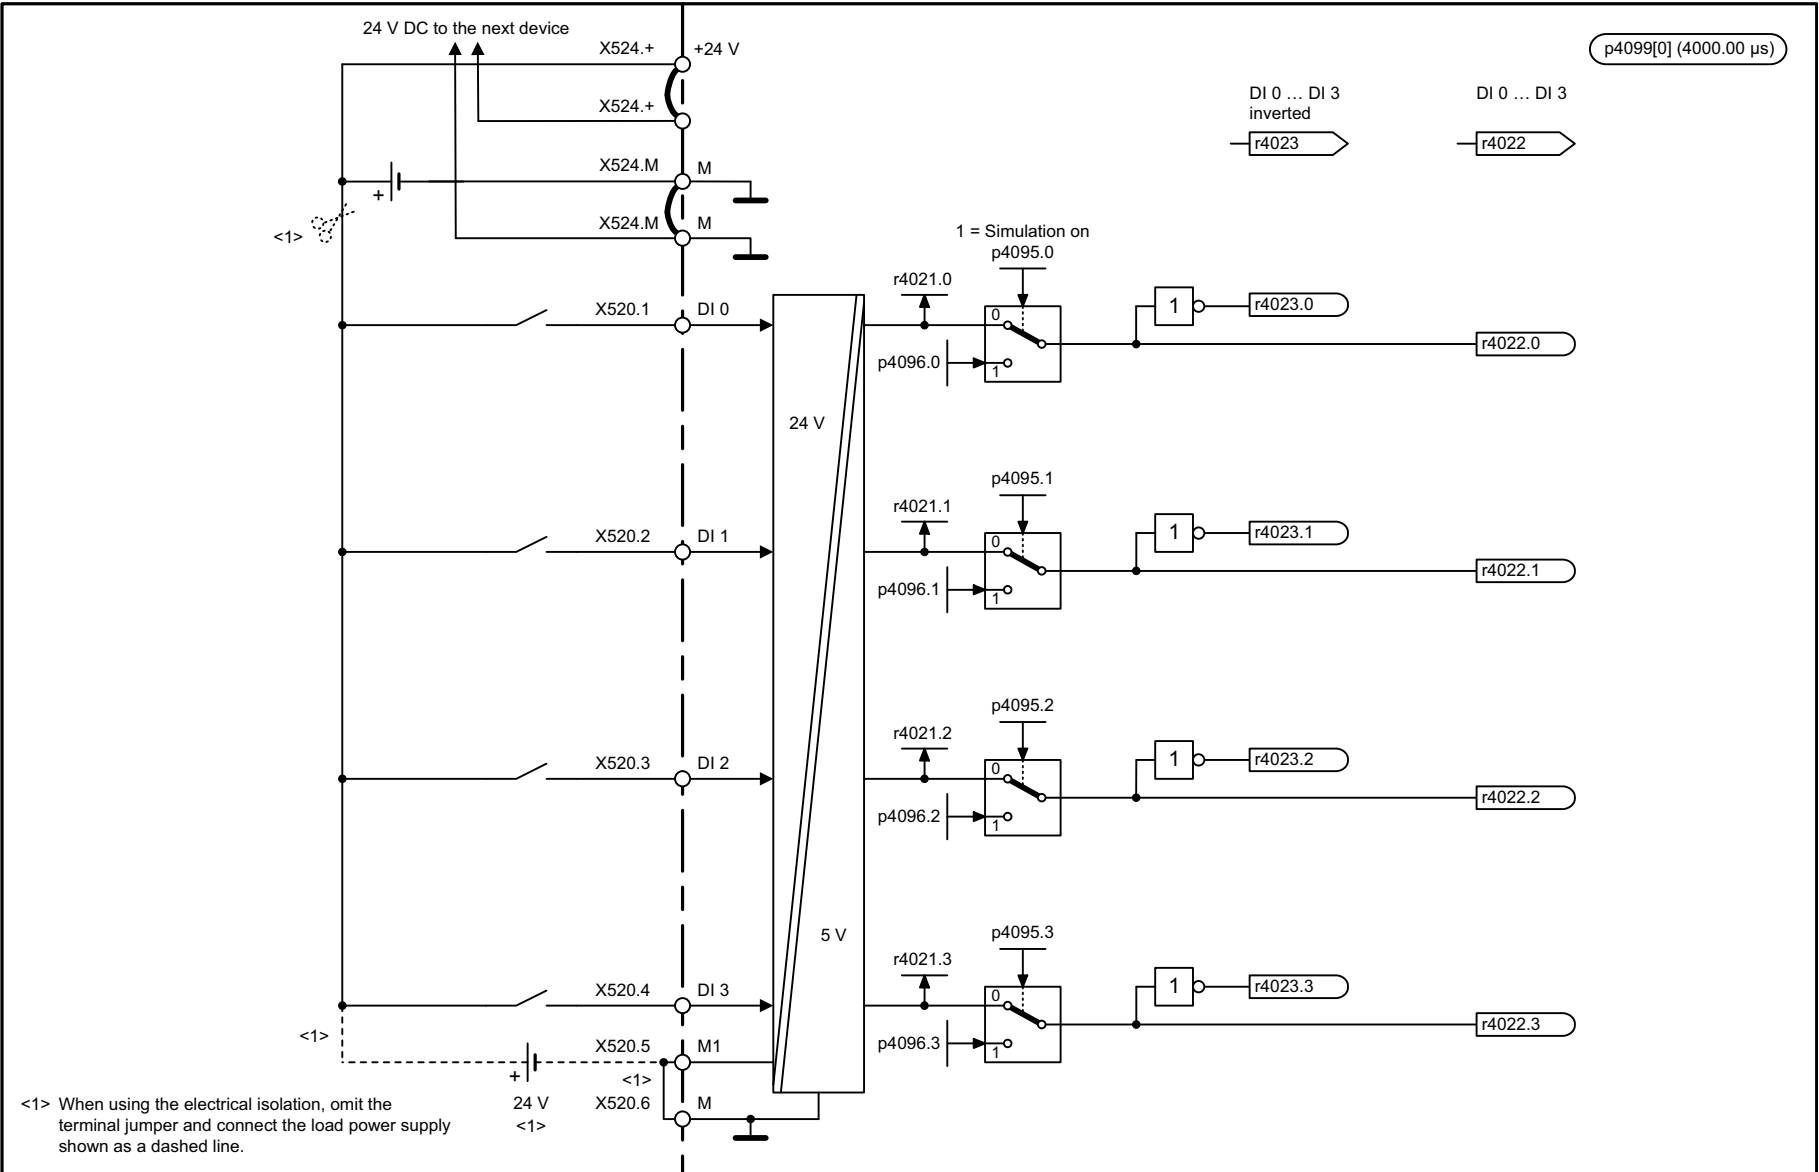 24 V DC to the next device
X524.+
+24 V
p4099[0] (4000.00 µs)
X524.+
DI 0 … DI 3
inverted
DI 0 … DI 3
r4023
r4022
X524.M
M
+
<1>
X524.M
M
1 = Simulation on
p4095.0
r4021.0
X520.1
DI 0
0
1
r4023.0
r4022.0
p4096.0
1
24 V
p4095.1
r4021.1
X520.2
DI 1
0
1
r4023.1
r4022.1
p4096.1
1
p4095.2
r4021.2
X520.3
DI 2
0
1
r4023.2
r4022.2
p4096.2
1
5 V
p4095.3
r4021.3
X520.4
DI 3
0
1
r4023.3
r4022.3
p4096.3
1
<1>
X520.5
M1
+
<1>
24 V
<1>
X520.6
M
<1> When using the electrical isolation, omit the
terminal jumper and connect the load power supply
shown as a dashed line.